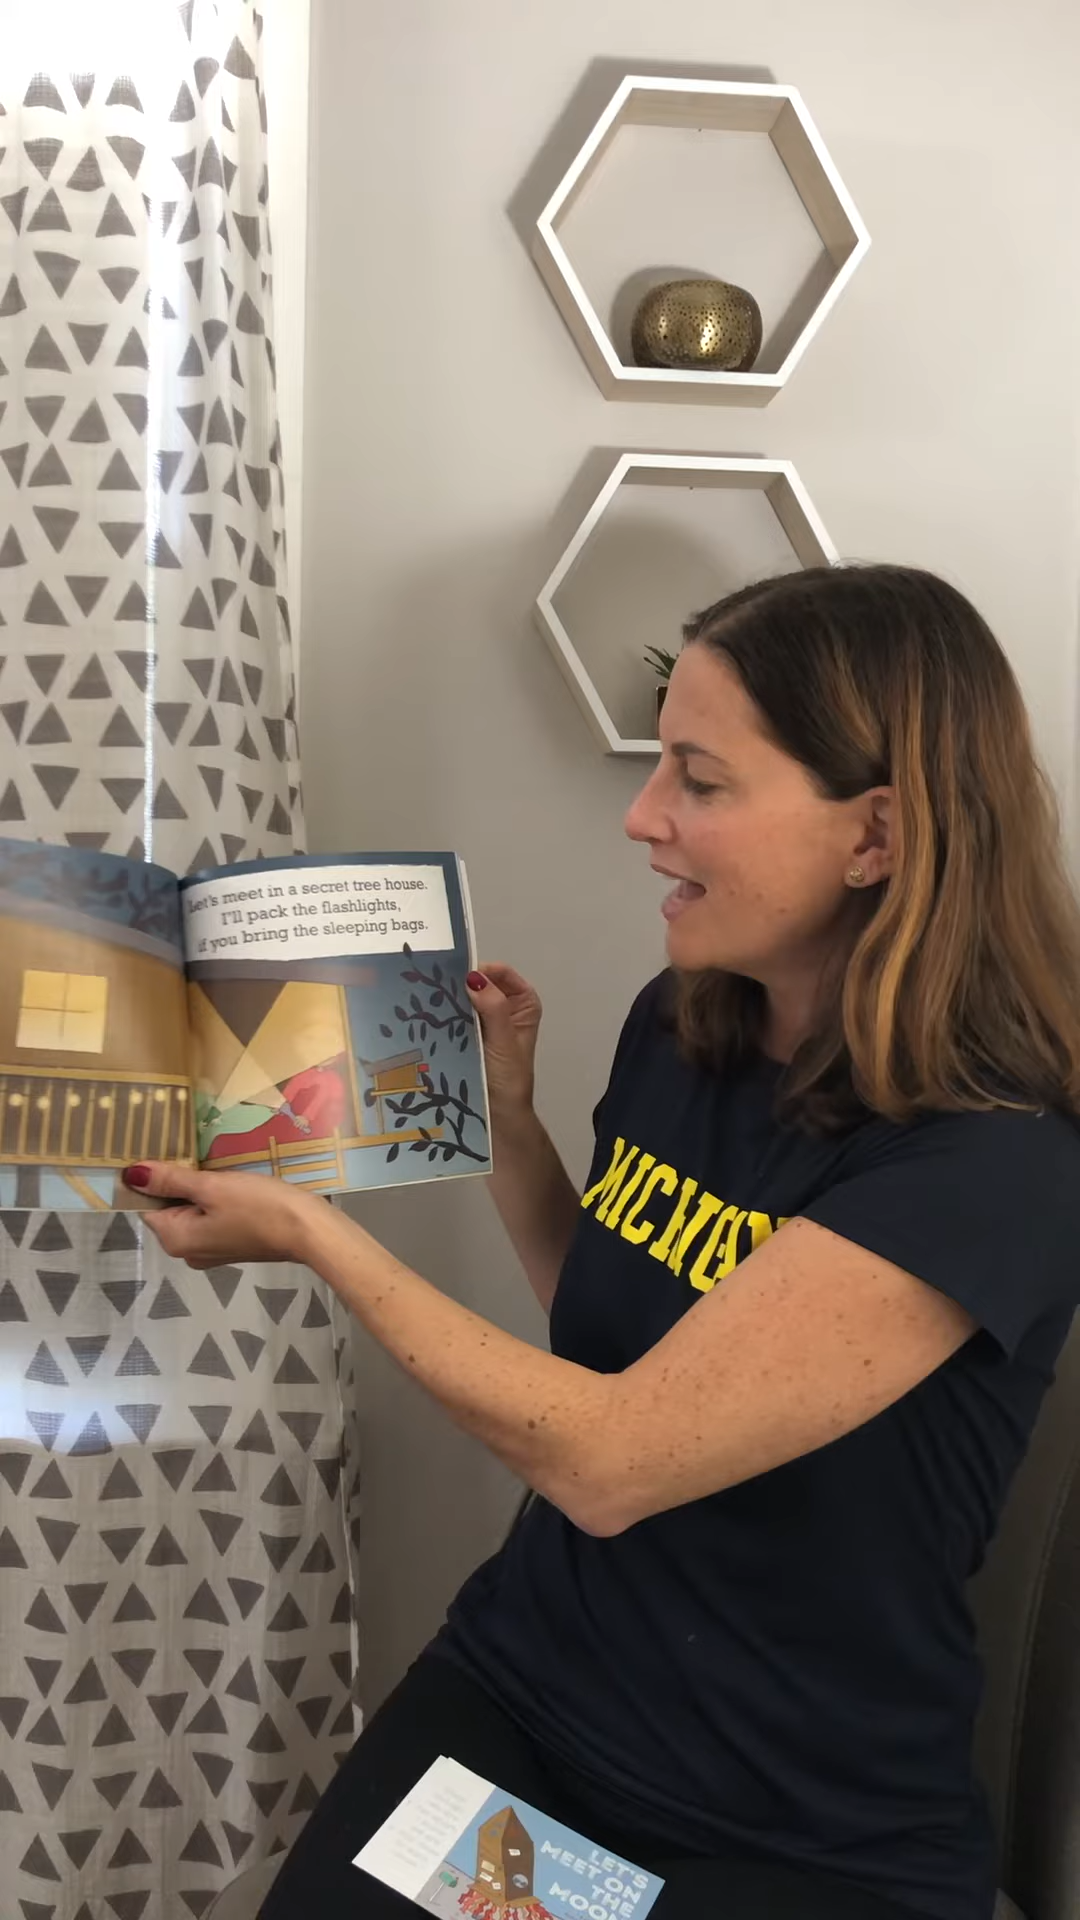 Let's meet in a secret tree house.
I'll pack the flashlights,
if you bring the sleeping bags.
MICHIGAN
LET'S
MEET ON
THE
MOON